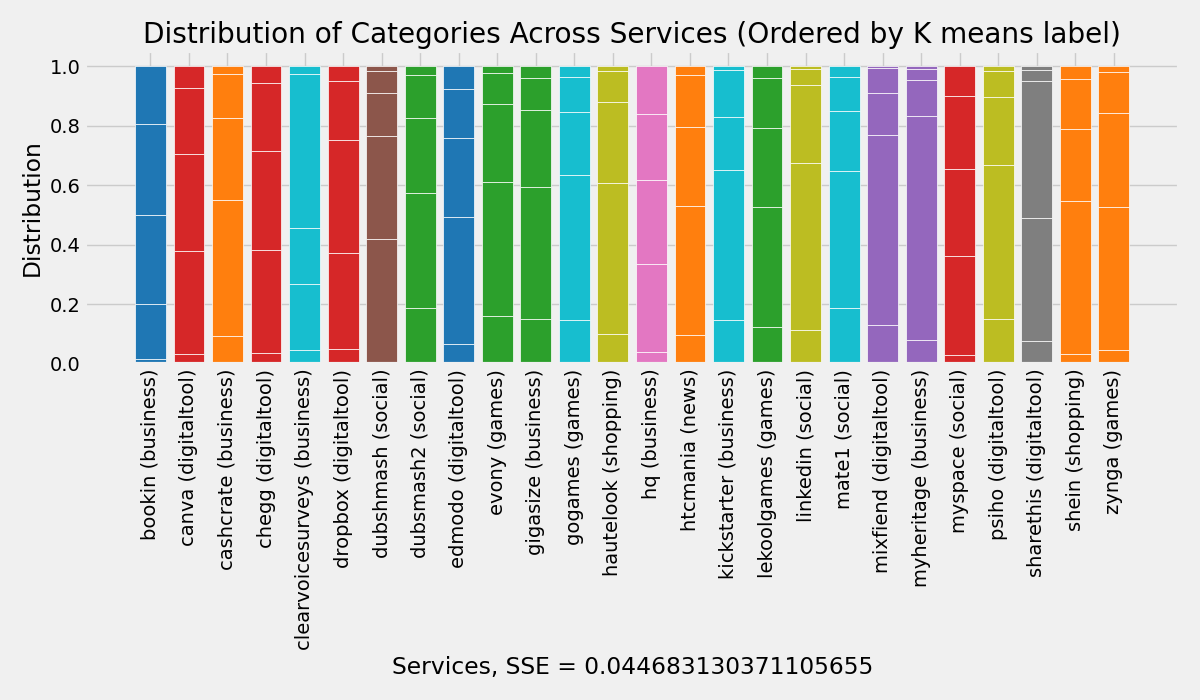 Distribution of Categories Across Services (Ordered by K means label)
Distribution
1.0
0.8
0.6
0.4
0.2
0.0
bookin (business)
canva (digitaltool)
cashcrate (business)
chegg (digitaltool)
clearvoicesurveys (business)
dropbox (digitaltool)
dubshmash (social)
dubsmash2 (social)
edmodo (digitaltool)
evony (games)
gigasize (business)
gogames (games)
hautelook (shopping)
hq (business)
htcmania (news)
kickstarter (business)
lekoolgames (games)
linkedin (social)
mate1 (social)
mixfiend (digitaltool)
myheritage (business)
myspace (social)
psiho (digitaltool)
sharethis (digitaltool)
shein (shopping)
zynga (games)
Services, SSE = 0.044683130371105655